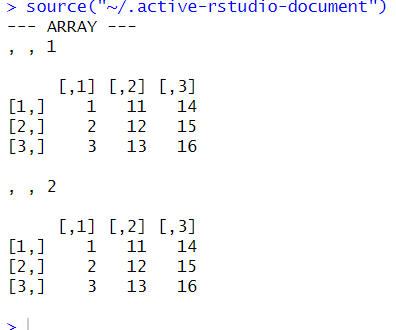 > source("~/.active-rstudio-document")
--- ARRAY ---
, , 1
     [,1] [,2] [,3]
[1,]    1   11   14
[2,]    2   12   15
[3,]    3   13   16
, , 2
     [,1] [,2] [,3]
[1,]    1   11   14
[2,]    2   12   15
[3,]    3   13   16
>